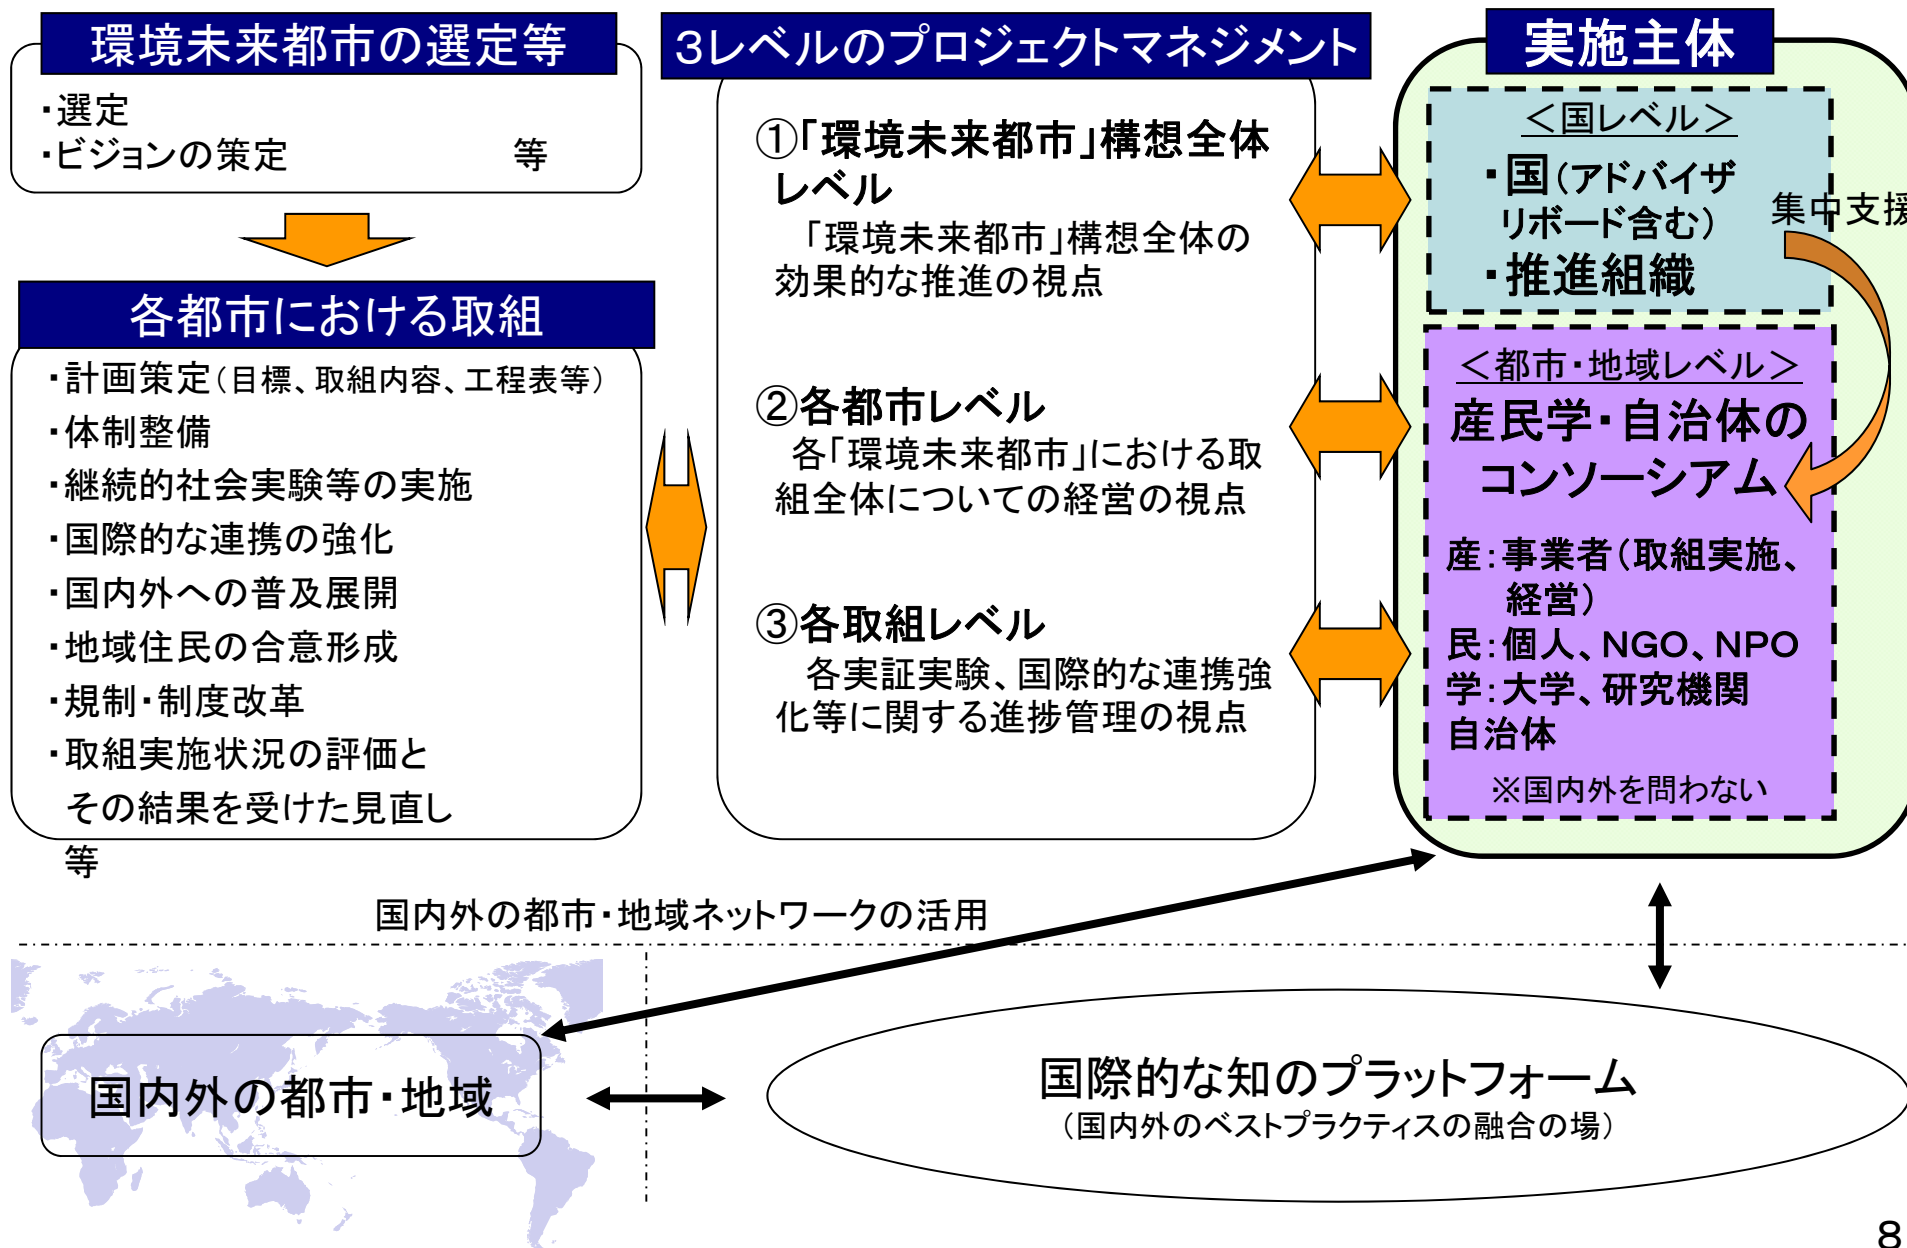 環境未来都市の選定等
・選定
・ビジョンの策定　　　　　　等
各都市における取組
・計画策定（目標、取組内容、工程表等）
・体制整備
・継続的社会実験等の実施
・国際的な連携の強化
・国内外への普及展開
・地域住民の合意形成
・規制・制度改革
・取組実施状況の評価と
その結果を受けた見直し
等
３レベルのプロジェクトマネジメント
①「環境未来都市」構想全体
レベル
「環境未来都市」構想全体の
効果的な推進の視点
②各都市レベル
各「環境未来都市」における取
組全体についての経営の視点
③各取組レベル
各実証実験、国際的な連携強
化等に関する進捗管理の視点
実施主体
＜国レベル＞
・国（アドバイザ
リボード含む）
・推進組織
集中支援
＜都市・地域レベル＞
産民学・自治体の
コンソーシアム
産：事業者（取組実施、
経営）
民：個人、ＮＧＯ、ＮＰＯ
学：大学、研究機関
自治体
※国内外を問わない
国内外の都市・地域ネットワークの活用
国内外の都市・地域
国際的な知のプラットフォーム
（国内外のベストプラクティスの融合の場）
8